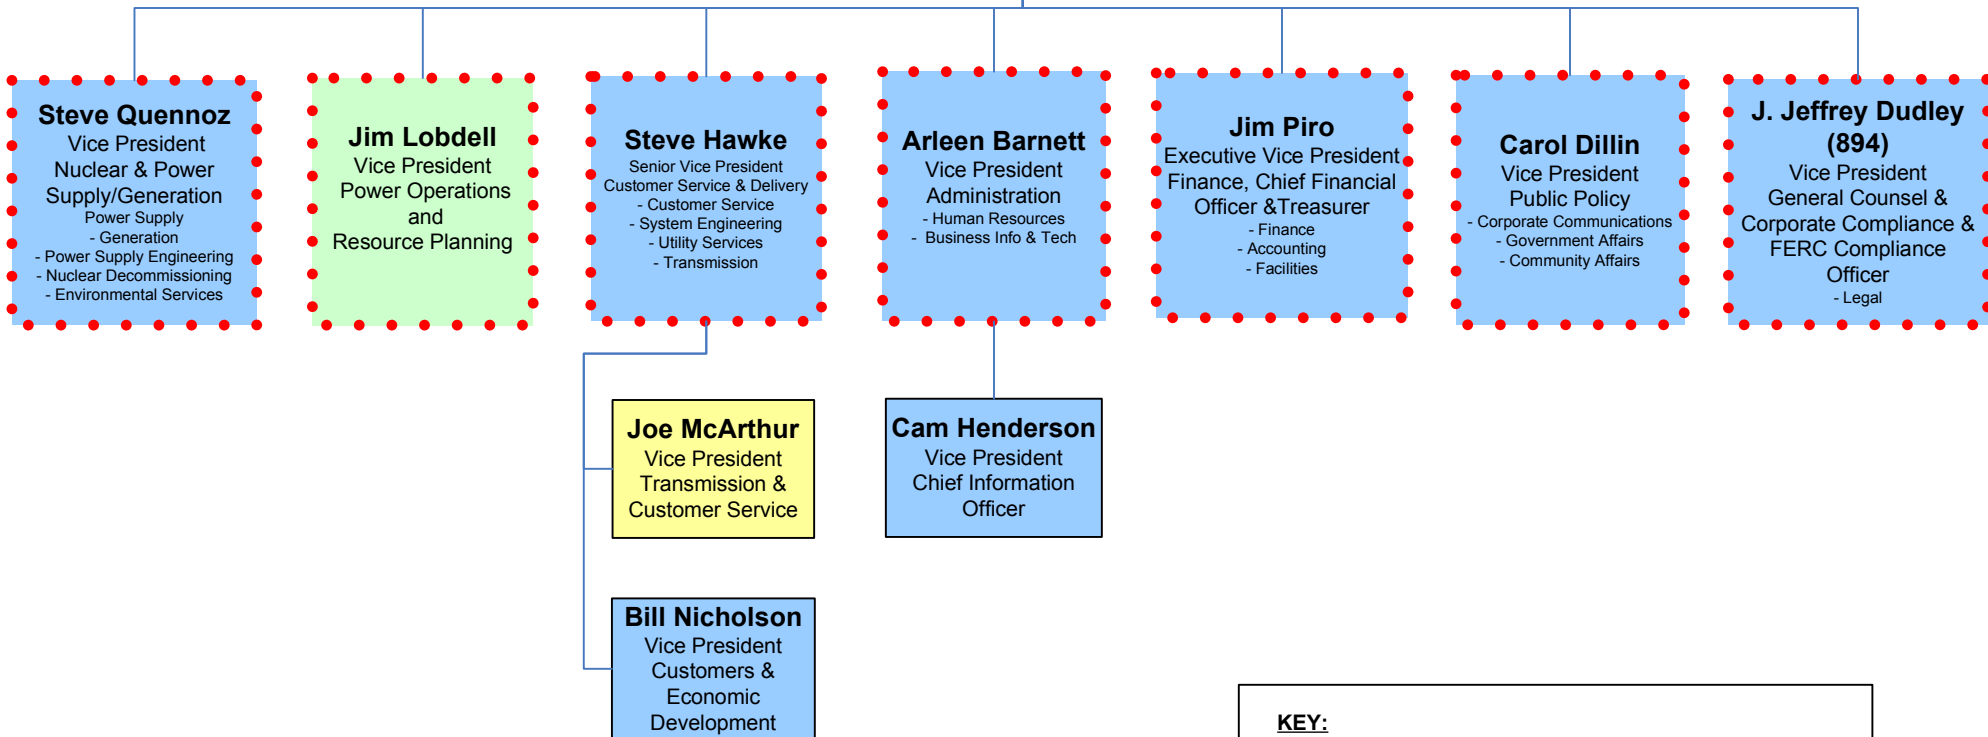 Steve Quennoz
Vice President
Nuclear & Power
Supply/Generation
Power Supply
- Generation
- Power Supply Engineering
- Nuclear Decommissioning
- Environmental Services
Jim Lobdell
Vice President
Power Operations
and
Resource Planning
Steve Hawke
Senior Vice President
Customer Service & Delivery
- Customer Service
- System Engineering
- Utility Services
- Transmission
Arleen Barnett
Vice President
Administration
- Human Resources
- Business Info & Tech
Jim Piro
Executive Vice President
Finance, Chief Financial
Officer &Treasurer
- Finance
- Accounting
- Facilities
Carol Dillin
Vice President
Public Policy
- Corporate Communications
- Government Affairs
- Community Affairs
J. Jeffrey Dudley
(894)
Vice President
General Counsel &
Corporate Compliance &
FERC Compliance
Officer
- Legal
Joe McArthur
Vice President
Transmission &
Customer Service
Cam Henderson
Vice President
Chief Information
Officer
Bill Nicholson
Vice President
Customers &
Economic
Development
KEY: